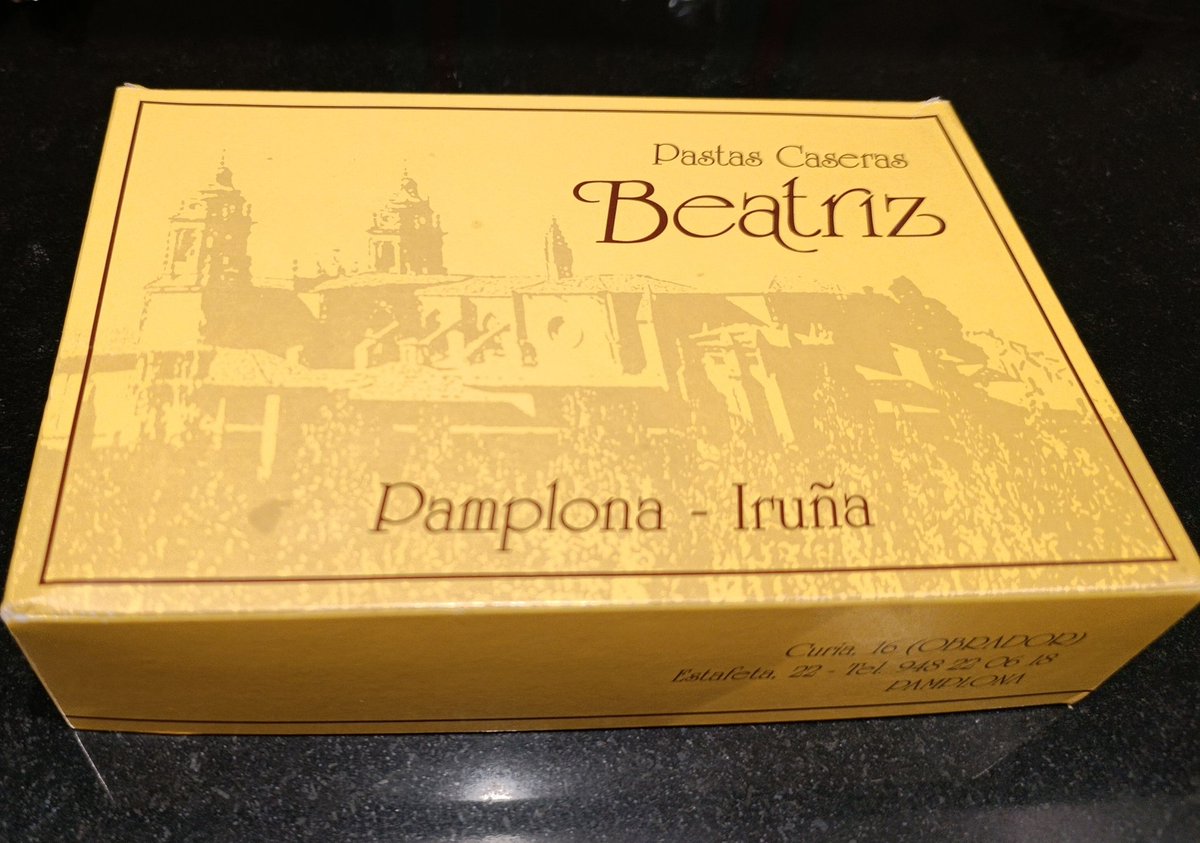 Pastas Caseras
Beatriz
Pamplona - Iruña
Curia, 16 (OBRADOR)
Estafeta, 22 - Tel. 948 22 06 18
PAMPLONA